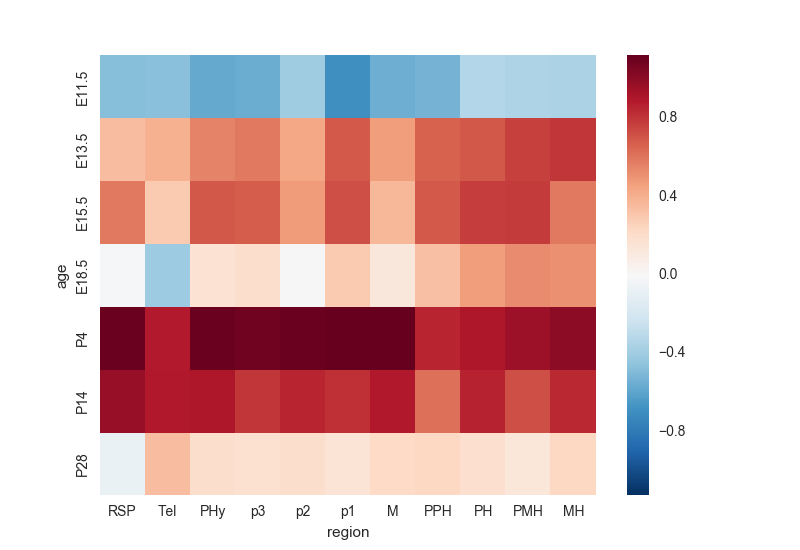 age
E11.5
E13.5
E15.5
E18.5
P4
P14
P28
RSP Tel PHy p3 p2 p1 M PPH PH PMH MH
region
0.8
0.4
0.0
−0.4
−0.8